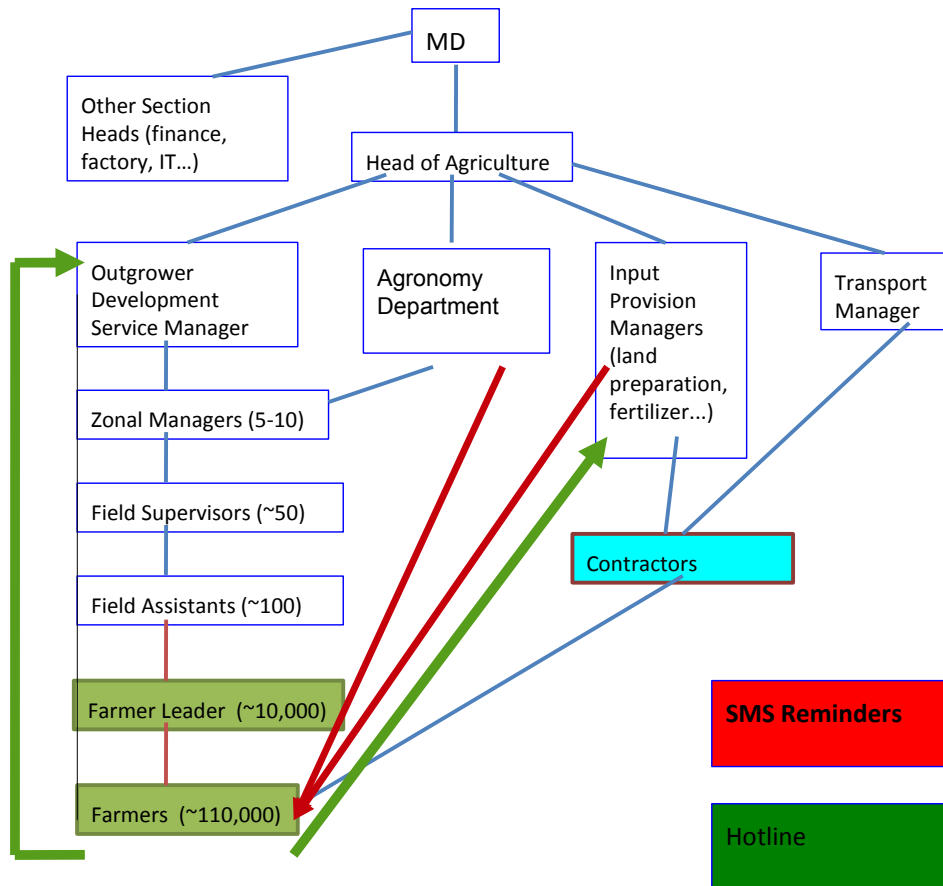 MD
Other Section
Heads (finance,
factory, IT…)
Head of Agriculture
Outgrower
Development
Service Manager
Agronomy
Department
Input
Provision
Managers
(land
preparation,
fertilizer...)
Transport
Manager
Zonal Managers (5-10)
Field Supervisors (~50)
Contractors
Field Assistants (~100)
Farmer Leader  (~10,000)
SMS Reminders
Farmers  (~110,000)
Hotline